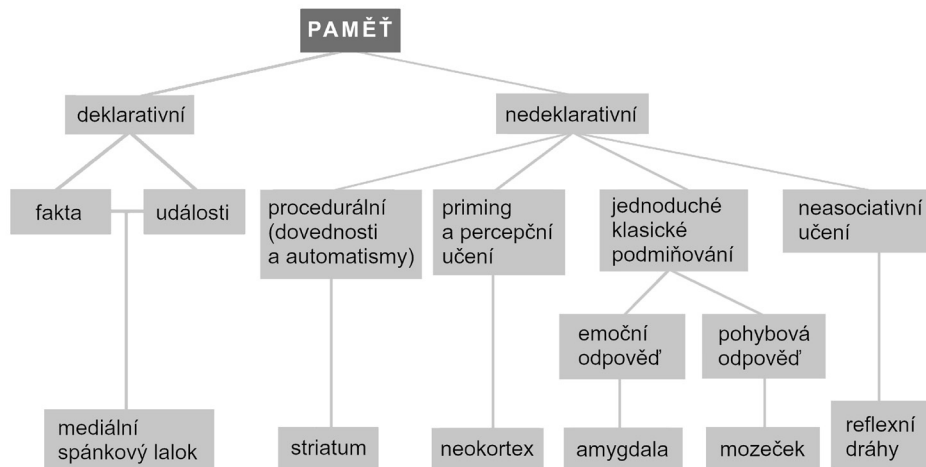 PAMĚŤ
deklarativní
nedeklarativní
fakta
události
procedurální
(dovednosti
a automatismy)
priming
a percepční
učení
jednoduché
klasické
podmiňování
neasociativní
učení
emoční
odpověď
pohybová
odpověď
mediální
spánkový lalok
striatum
neokortex
amygdala
mozeček
reflexní
dráhy